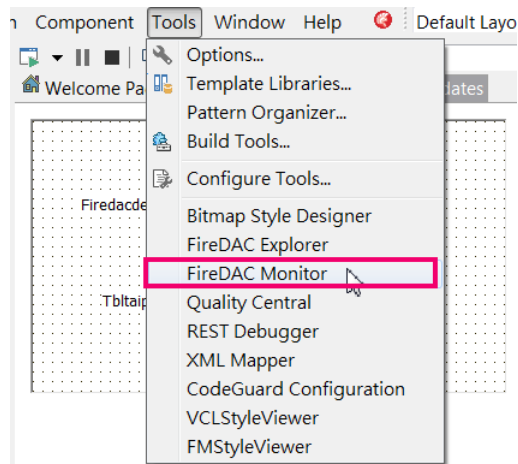 Component Tools Window Help Default Layo
Welcome Pa
Options...
Template Libraries...
Pattern Organizer...
Build Tools...
Configure Tools...
Firedacde
Bitmap Style Designer
FireDAC Explorer
FireDAC Monitor
Tbltaip
Quality Central
REST Debugger
XML Mapper
CodeGuard Configuration
VCLStyleViewer
FMStyleViewer